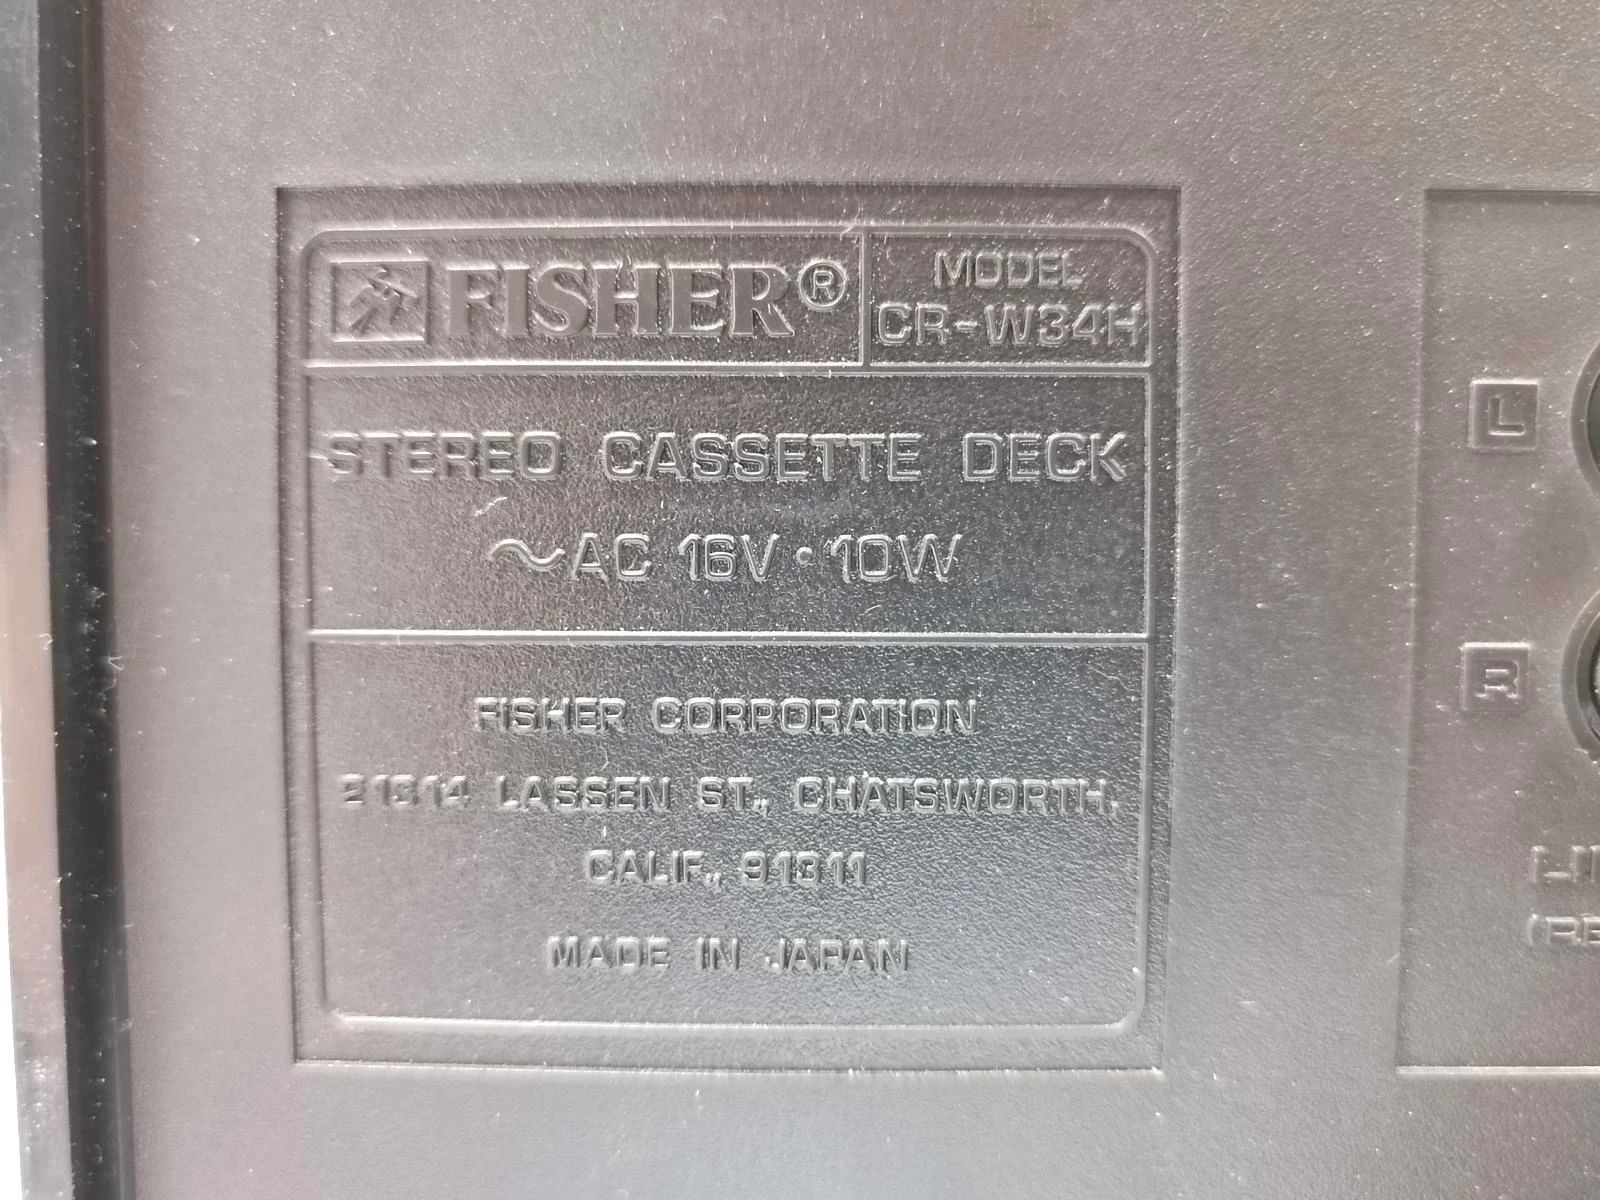 FISHER®
MODEL
CR-W34H
STEREO CASSETTE DECK
~AC 16V · 10W
FISHER CORPORATION
21314 LASSEN ST., CHATSWORTH,
CALIF., 91311
MADE IN JAPAN
L
R